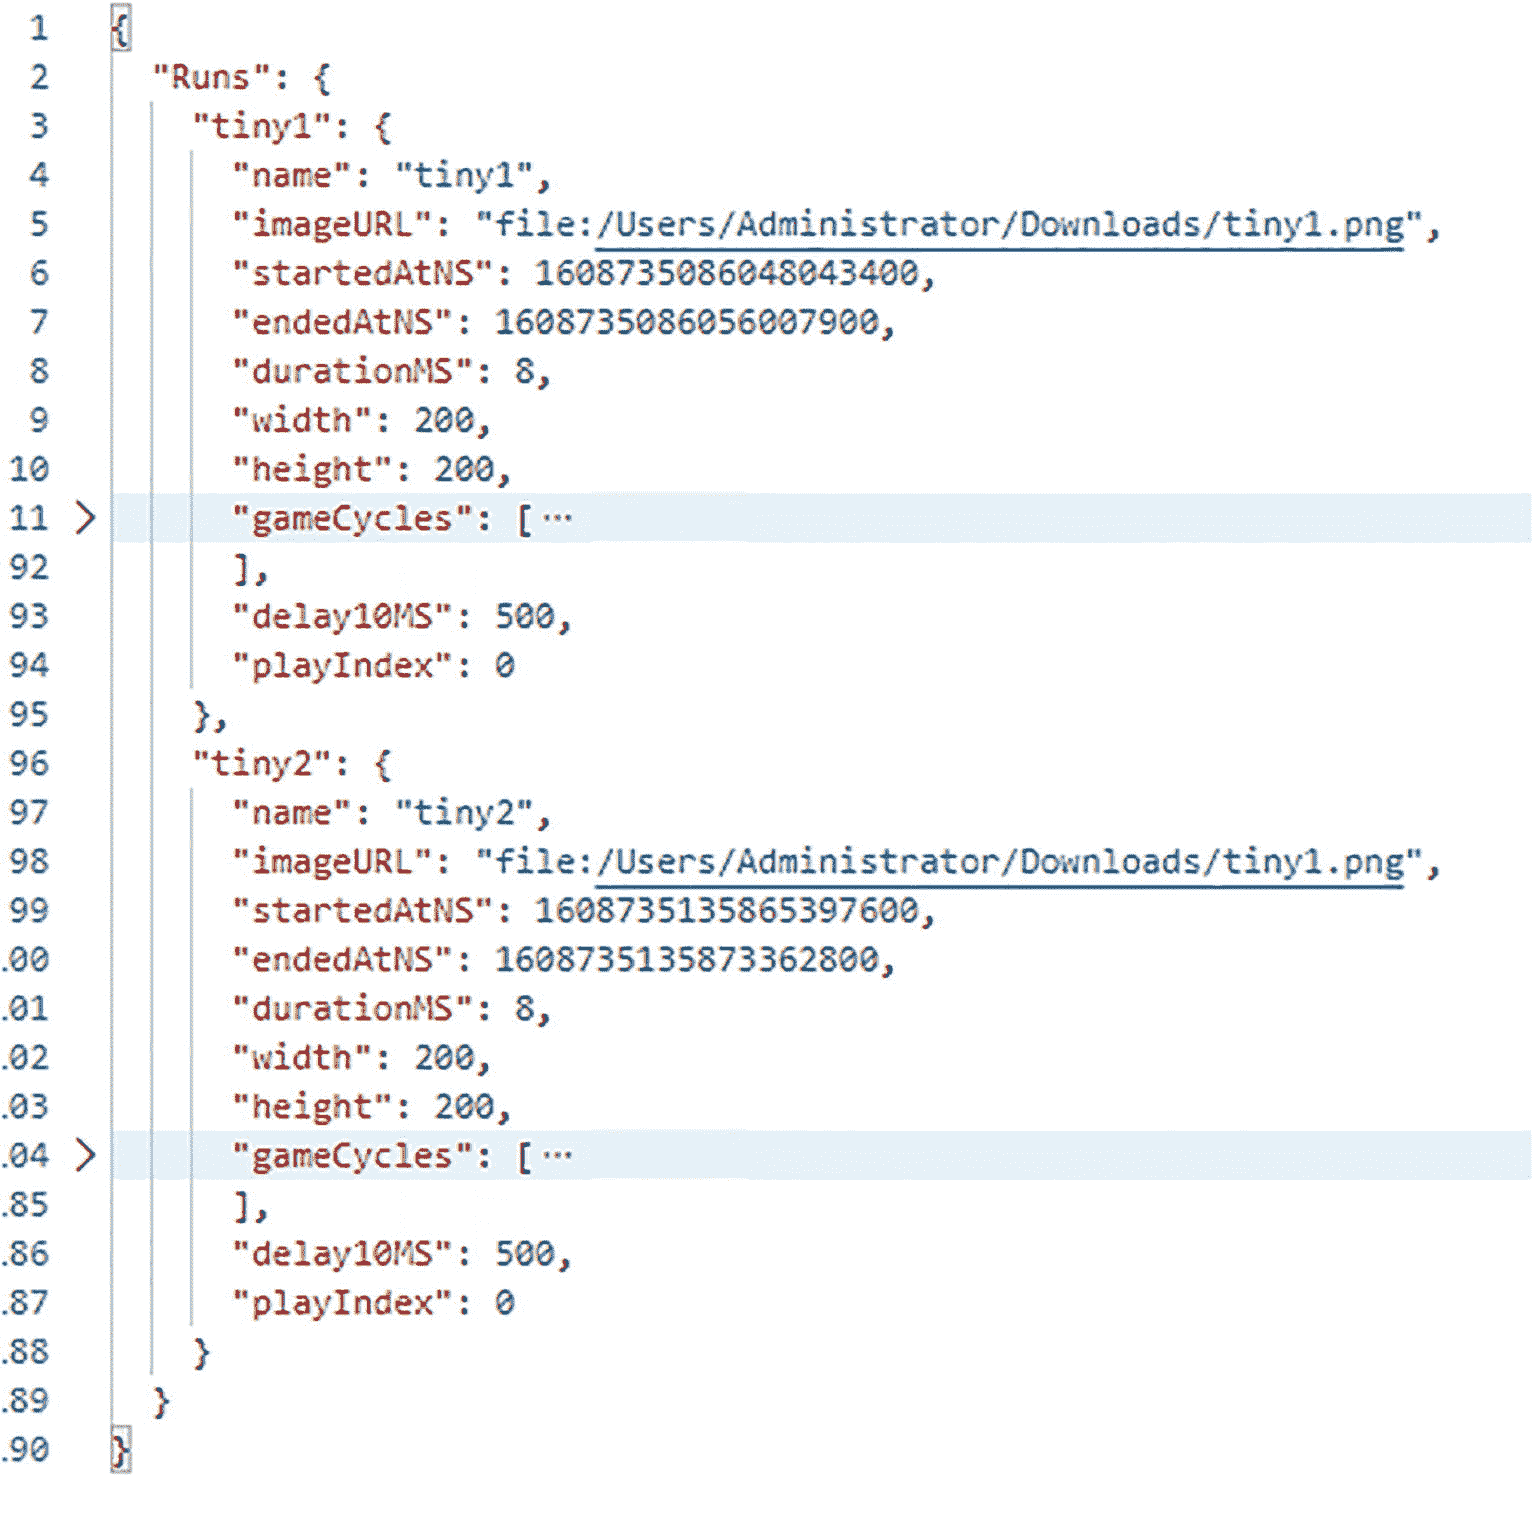 1 {
2 "Runs": {
3 "tiny1": {
4 "name": "tiny1",
5 "imageURL": "file:/Users/Administrator/Downloads/tiny1.png",
6 "startedAtNS": 1608735086048043400,
7 "endedAtNS": 1608735086056007900,
8 "durationMS": 8,
9 "width": 200,
10 "height": 200,
11 > "gameCycles": [ ···
92 ],
93 "delay10MS": 500,
94 "playIndex": 0
95 },
96 "tiny2": {
97 "name": "tiny2",
98 "imageURL": "file:/Users/Administrator/Downloads/tiny1.png",
99 "startedAtNS": 1608735135865397600,
00 "endedAtNS": 1608735135873362800,
01 "durationMS": 8,
02 "width": 200,
03 "height": 200,
04 > "gameCycles": [ ···
85 ],
86 "delay10MS": 500,
87 "playIndex": 0
88 }
89 }
90 }